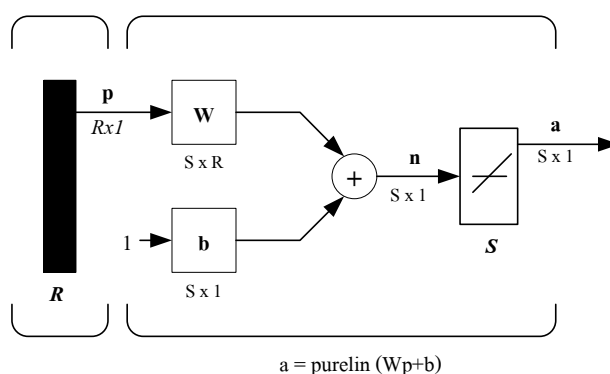 p
Rx1
W
S x R
+
n
S x 1
a
S x 1
1
b
S x 1
R
S
a = purelin (Wp+b)